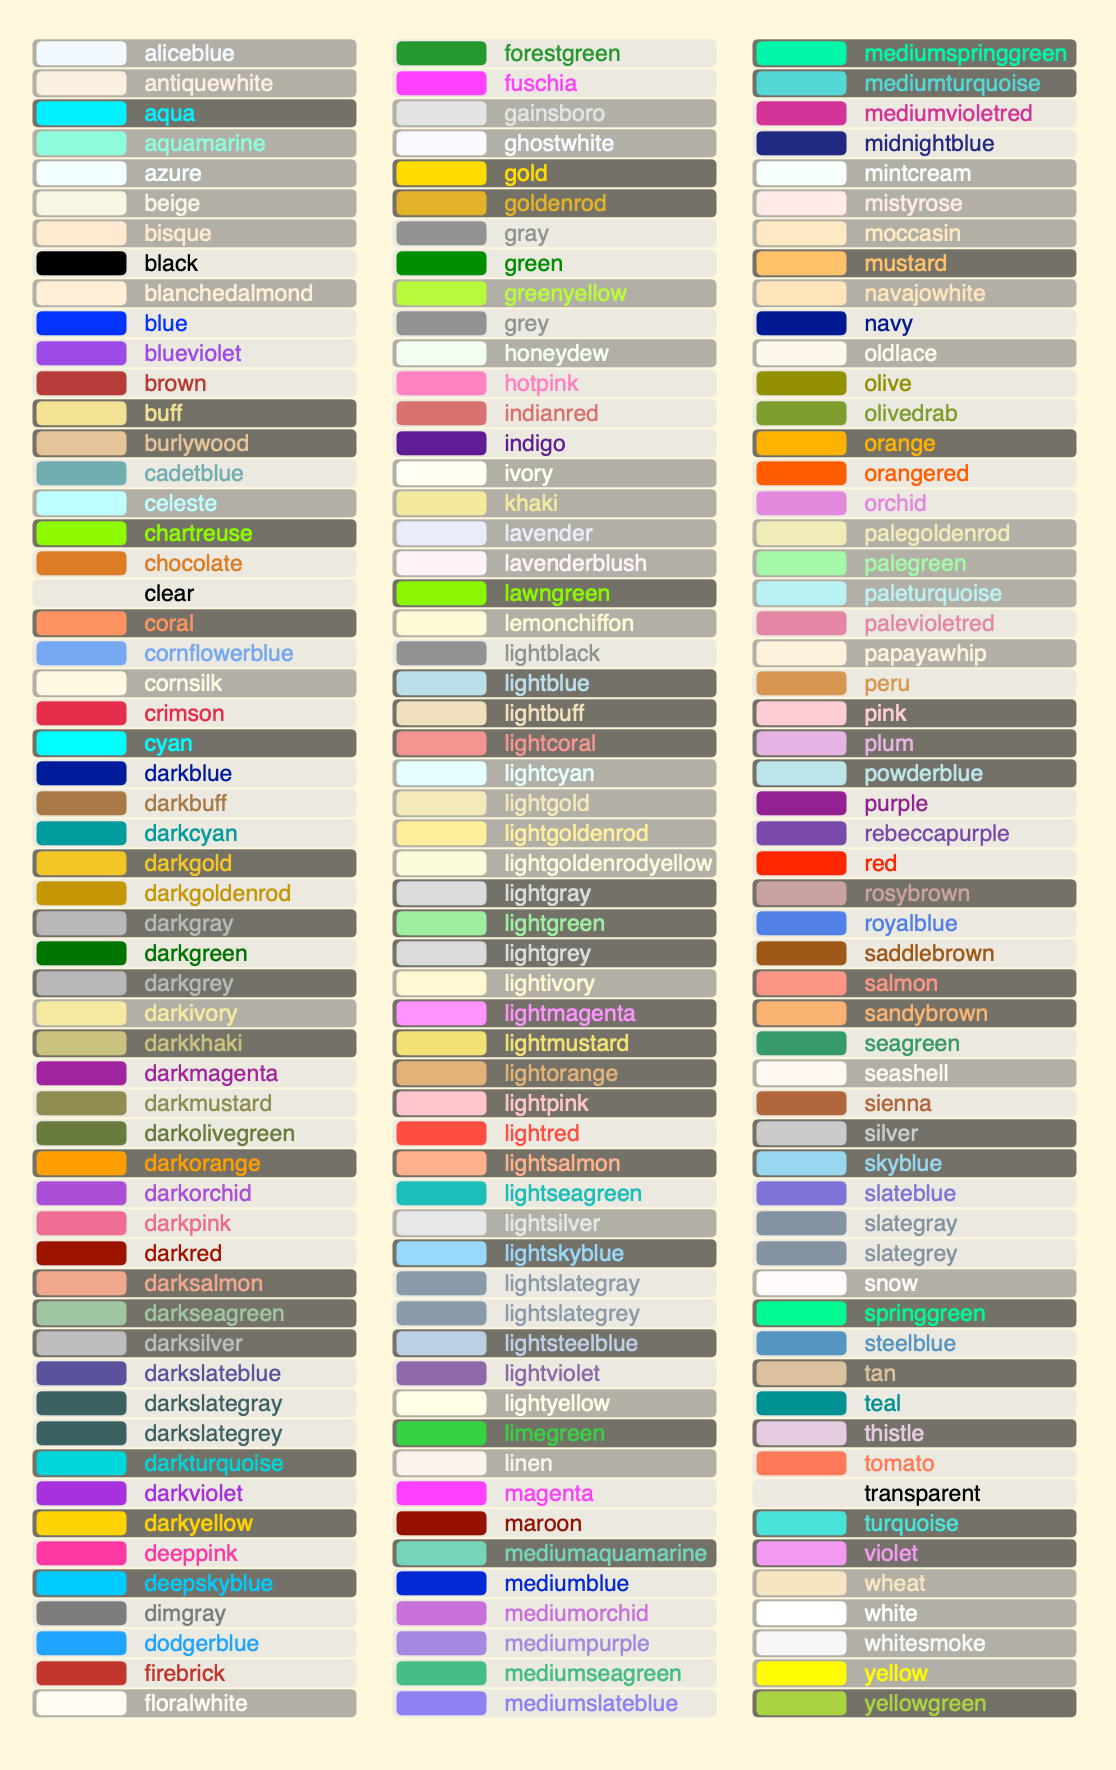 aliceblue
antiquewhite
aqua
aquamarine
azure
beige
bisque
black
blanchedalmond
blue
blueviolet
brown
buff
burlywood
cadetblue
celeste
chartreuse
chocolate
clear
coral
cornflowerblue
cornsilk
crimson
cyan
darkblue
darkbuff
darkcyan
darkgold
darkgoldenrod
darkgray
darkgreen
darkgrey
darkivory
darkkhaki
darkmagenta
darkmustard
darkolivegreen
darkorange
darkorchid
darkpink
darkred
darksalmon
darkseagreen
darksilver
darkslateblue
darkslategray
darkslategrey
darkturquoise
darkviolet
darkyellow
deeppink
deepskyblue
dimgray
dodgerblue
firebrick
floralwhite
forestgreen
fuschia
gainsboro
ghostwhite
gold
goldenrod
gray
green
greenyellow
grey
honeydew
hotpink
indianred
indigo
ivory
khaki
lavender
lavenderblush
lawngreen
lemonchiffon
lightblack
lightblue
lightbuff
lightcoral
lightcyan
lightgold
lightgoldenrod
lightgoldenrodyellow
lightgray
lightgreen
lightgrey
lightivory
lightmagenta
lightmustard
lightorange
lightpink
lightred
lightsalmon
lightseagreen
lightsilver
lightskyblue
lightslategray
lightslategrey
lightsteelblue
lightviolet
lightyellow
limegreen
linen
magenta
maroon
mediumaquamarine
mediumblue
mediumorchid
mediumpurple
mediumseagreen
mediumslateblue
mediumspringgreen
mediumturquoise
mediumvioletred
midnightblue
mintcream
mistyrose
moccasin
mustard
navajowhite
navy
oldlace
olive
olivedrab
orange
orangered
orchid
palegoldenrod
palegreen
paleturquoise
palevioletred
papayawhip
peru
pink
plum
powderblue
purple
rebeccapurple
red
rosybrown
royalblue
saddlebrown
salmon
sandybrown
seagreen
seashell
sienna
silver
skyblue
slateblue
slategray
slategrey
snow
springgreen
steelblue
tan
teal
thistle
tomato
transparent
turquoise
violet
wheat
white
whitesmoke
yellow
yellowgreen